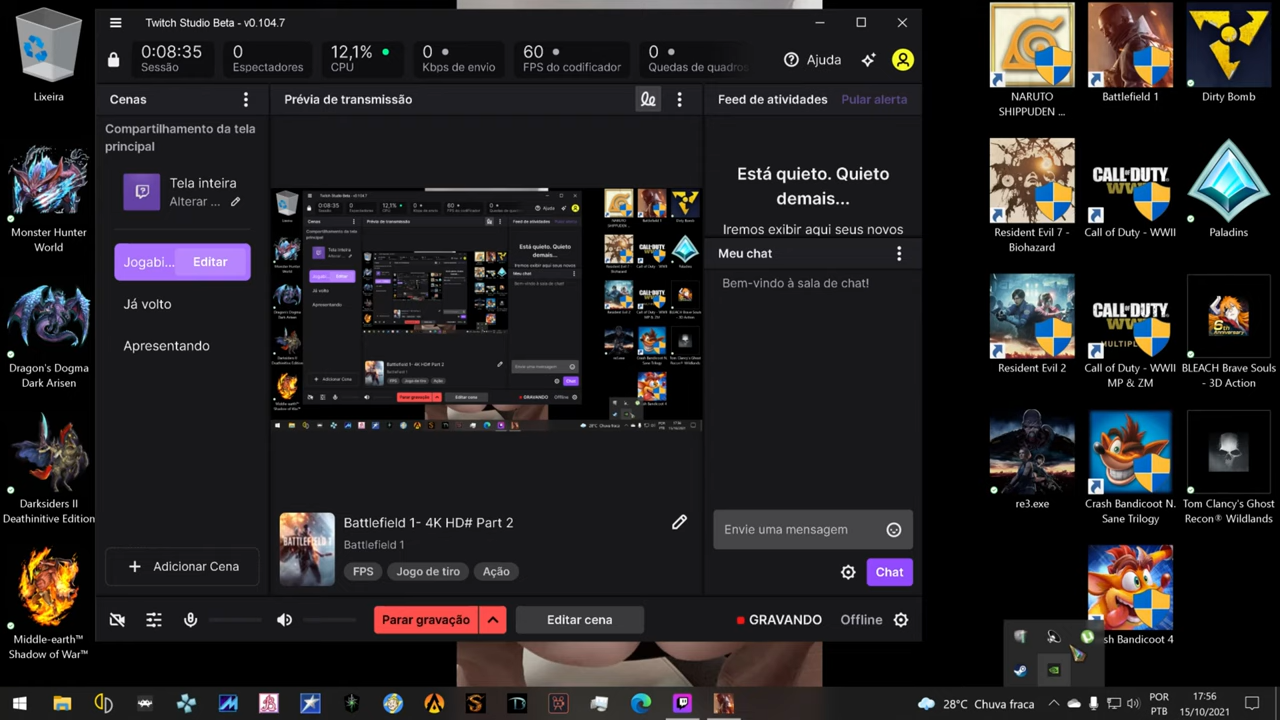 Lixeira
Monster Hunter
World
Dragon's Dogma
Dark Arisen
Darksiders II
Deathinitive Edition
Middle-earth™
Shadow of War™
Twitch Studio Beta - v0.104.7
0:08:35
Sessão
0
Espectadores
12,1%
CPU
0
Kbps de envio
60
FPS do codificador
0
Quedas de quadros
Ajuda
Cenas
Compartilhamento da tela
principal
Tela inteira
Alterar ...
Jogabi...
Editar
Já volto
Apresentando
Adicionar Cena
Prévia de transmissão
Battlefield 1- 4K HD# Part 2
Battlefield 1
FPS
Jogo de tiro
Ação
Feed de atividades
Pular alerta
Está quieto. Quieto
demais...
Iremos exibir aqui seus novos
Meu chat
Bem-vindo à sala de chat!
Envie uma mensagem
Chat
Parar gravação
Editar cena
GRAVANDO
Offline
NARUTO
SHIPPUDEN ...
Battlefield 1
Dirty Bomb
Resident Evil 7 -
Biohazard
Call of Duty - WWII
Paladins
Resident Evil 2
Call of Duty - WWII
MP & ZM
BLEACH Brave Souls
- 3D Action
re3.exe
Crash Bandicoot N.
Sane Trilogy
Tom Clancy's Ghost
Recon® Wildlands
sh Bandicoot 4
28°C Chuva fraca
POR
PTB
17:56
15/10/2021